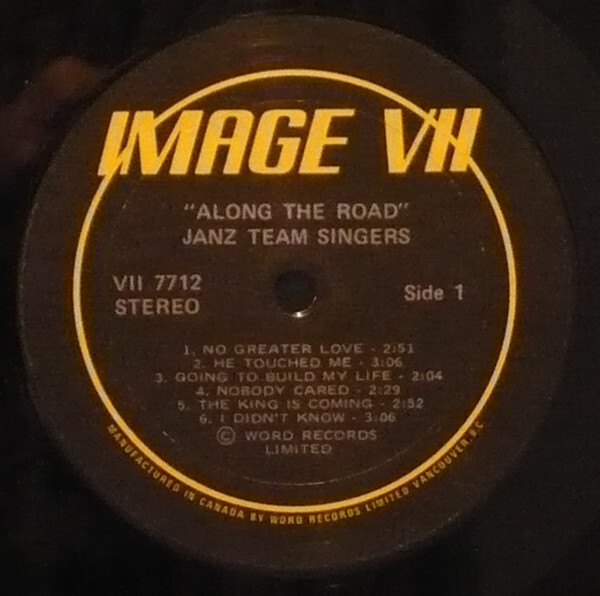 IMAGE VII
"ALONG THE ROAD"
JANZ TEAM SINGERS
VII 7712
STEREO
Side 1
1. NO GREATER LOVE - 2:51
2. HE TOUCHED ME - 3:06
3. GOING TO BUILD MY LIFE - 2:04
4. NOBODY CARED - 2:29
5. THE KING IS COMING - 2:52
6. I DIDN'T KNOW - 3:06
© WORD RECORDS
LIMITED
MANUFACTURED IN CANADA BY WORD RECORDS LIMITED VANCOUVER, B.C.